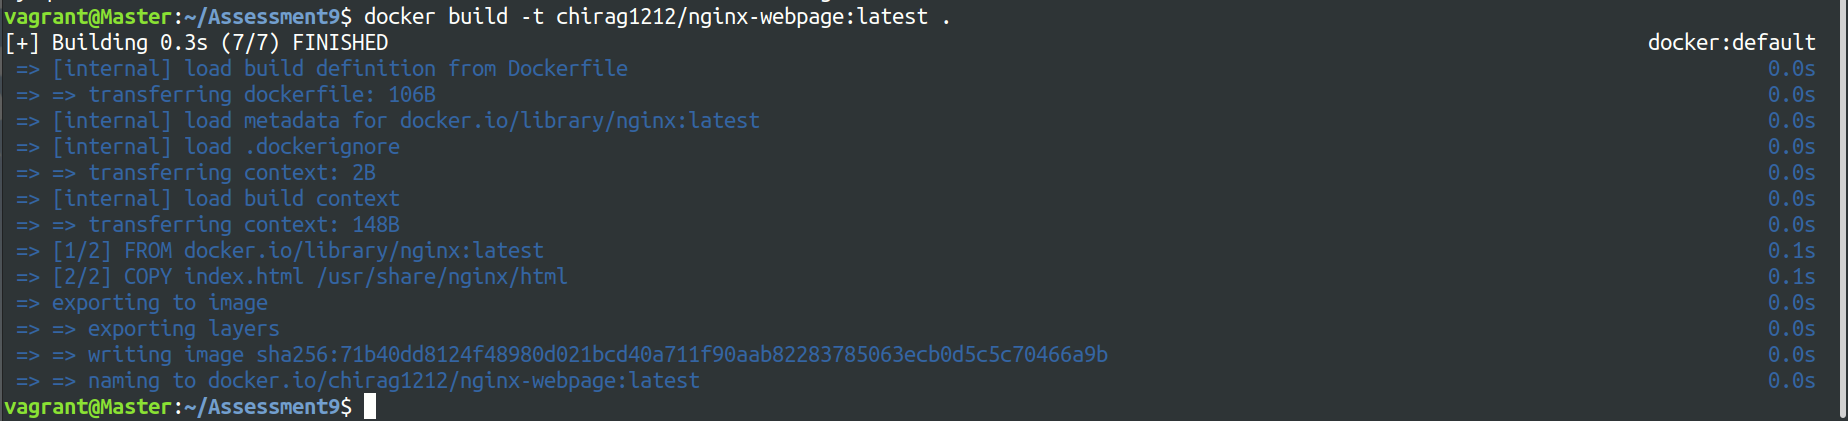 vagrant@Master:~/Assessment9$ docker build -t chirag1212/nginx-webpage:latest .
[+] Building 0.3s (7/7) FINISHED docker:default
=> [internal] load build definition from Dockerfile 0.0s
=> => transferring dockerfile: 106B 0.0s
=> [internal] load metadata for docker.io/library/nginx:latest 0.0s
=> [internal] load .dockerignore 0.0s
=> => transferring context: 2B 0.0s
=> [internal] load build context 0.0s
=> => transferring context: 148B 0.0s
=> [1/2] FROM docker.io/library/nginx:latest 0.1s
=> [2/2] COPY index.html /usr/share/nginx/html 0.1s
=> exporting to image 0.0s
=> => exporting layers 0.0s
=> => writing image sha256:71b40dd8124f48980d021bcd40a711f90aab82283785063ecb0d5c5c70466a9b 0.0s
=> => naming to docker.io/chirag1212/nginx-webpage:latest 0.0s
vagrant@Master:~/Assessment9$